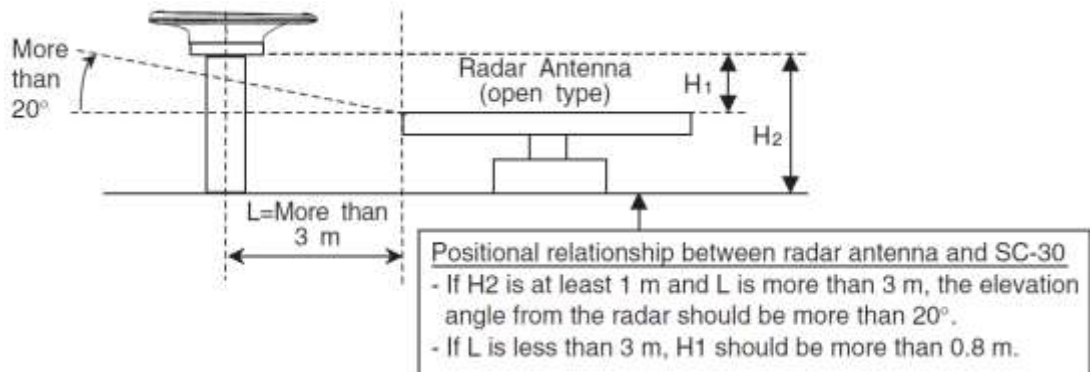 More
than
20°
Radar Antenna
(open type)
H1
H2
L=More than
3 m
Positional relationship between radar antenna and SC-30
- If H2 is at least 1 m and L is more than 3 m, the elevation
angle from the radar should be more than 20°.
- If L is less than 3 m, H1 should be more than 0.8 m.